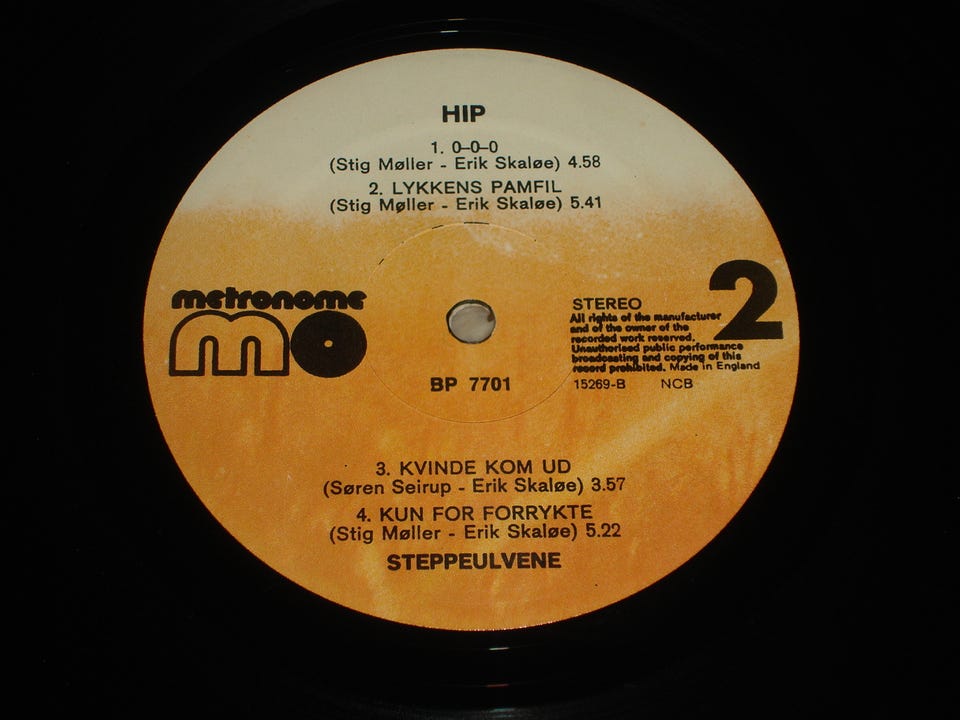 HIP
1. O-O-O
(Stig Møller - Erik Skaløe) 4.58
2. LYKKENS PAMFIL
(Stig Møller - Erik Skaløe) 5.41
metronome
mo
BP 7701
STEREO
2
All rights of the manufacturer
and of the owner of the
recorded work reserved.
Unauthorised public performance
broadcasting and copying of this
record prohibited. Made in England
15269-B NCB
3. KVINDE KOM UD
(Søren Seirup - Erik Skaløe) 3.57
4. KUN FOR FORRYKTE
(Stig Møller - Erik Skaløe) 5.22
STEPPEULVENE